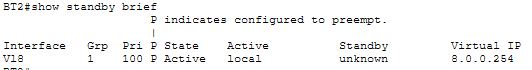 BT2#show standby brief
P indicates configured to preempt.
|
Interface Grp Pri P State Active Standby Virtual IP
Vl8 1 100 P Active local unknown 8.0.0.254